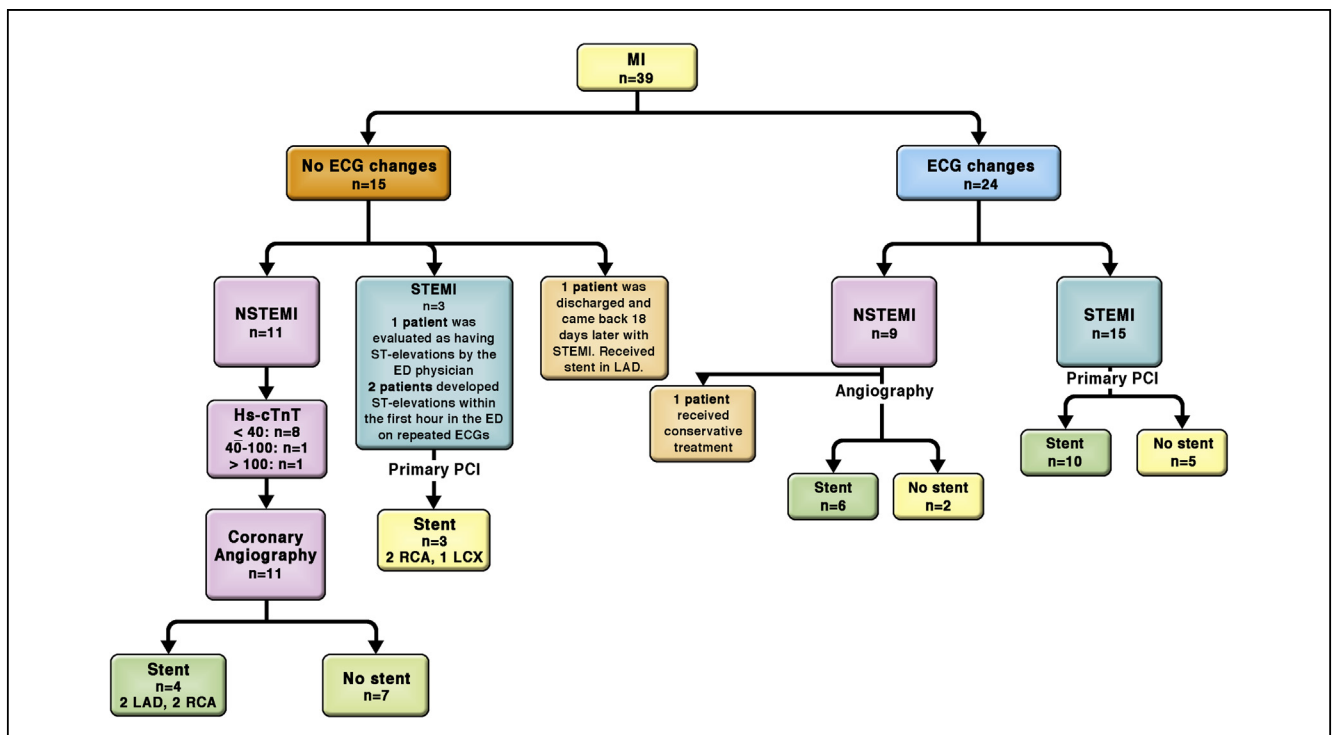 MI
n=39
No ECG changes
n=15
ECG changes
n=24
NSTEMI
n=11
STEMI
n=3
1 patient was
evaluated as having
ST-elevations by the
ED physician
2 patients developed
ST-elevations within
the first hour in the ED
on repeated ECGs
1 patient was
discharged and
came back 18
days later with
STEMI. Received
stent in LAD.
NSTEMI
n=9
STEMI
n=15
Hs-cTnT
≤ 40: n=8
40-100: n=1
> 100: n=1
Primary PCI
1 patient
received
conservative
treatment
Angiography
Primary PCI
Stent
n=10
No stent
n=5
Stent
n=6
No stent
n=2
Coronary
Angiography
n=11
Stent
n=3
2 RCA, 1 LCX
Stent
n=4
2 LAD, 2 RCA
No stent
n=7